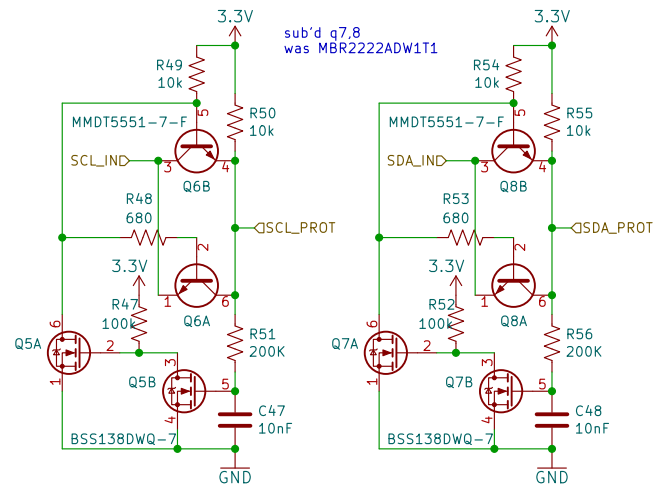 3.3V
sub'd q7,8
was MBR2222ADW1T1
3.3V
R49
10k
R54
10k
5
5
R50
10k
R55
10k
MMDT5551-7-F
MMDT5551-7-F
SCL_IN
3
4
SDA_IN
3
4
Q6B
Q8B
R48
680
R53
680
SCL_PROT
SDA_PROT
2
2
3.3V
3.3V
1
6
1
6
R47
100k
Q6A
R52
100k
Q8A
6
6
R51
200K
R56
200K
Q5A
2
Q7A
2
3
3
1
Q5B
5
1
Q7B
5
4
4
C47
10nF
C48
10nF
BSS138DWQ-7
BSS138DWQ-7
GND
GND